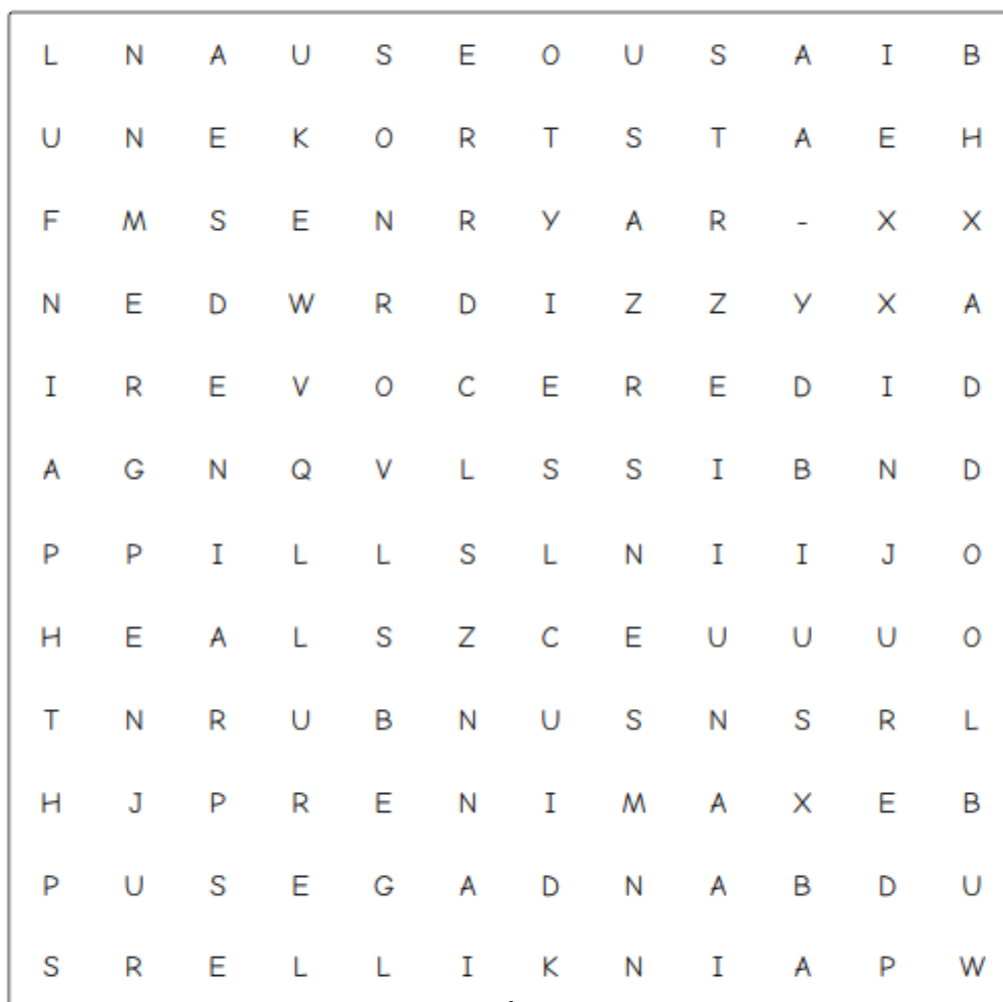 L N A U S E O U S A I B
U N E K O R T S T A E H
F M S E N R Y A R - X X
N E D W R D I Z Z Y X A
I R E V O C E R E D I D
A G N Q V L S S I B N D
P P I L L S L N I I J O
H E A L S Z C E U U U O
T N R U B N U S N S R L
H J P R E N I M A X E B
P U S E G A D N A B D U
S R E L L I K N I A P W